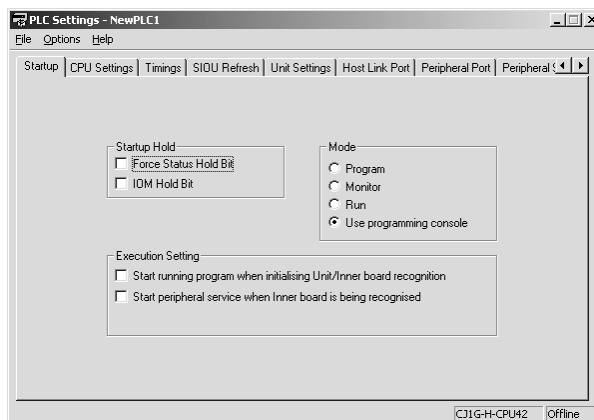 PLC Settings - NewPLC1
File Options Help
Startup CPU Settings Timings SIOU Refresh Unit Settings Host Link Port Peripheral Port Peripheral
Startup Hold
Force Status Hold Bit
IOM Hold Bit
Mode
Program
Monitor
Run
Use programming console
Execution Setting
Start running program when initialising Unit/Inner board recognition
Start peripheral service when Inner board is being recognised
CJ1G-H-CPU42 Offline